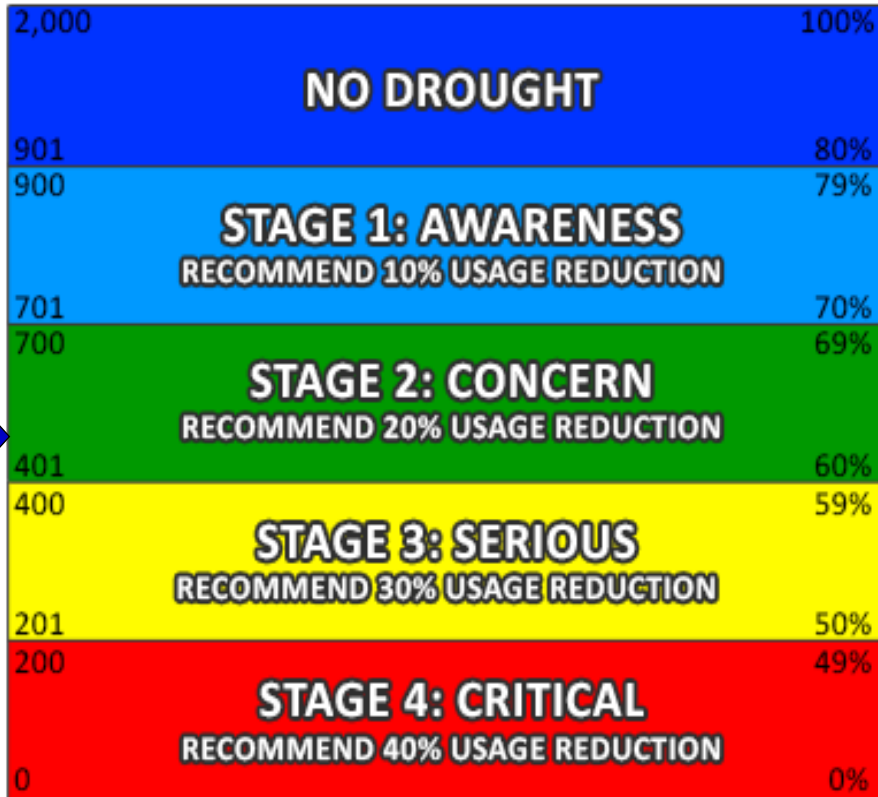 2,000 100%
NO DROUGHT
901 80%
900 79%
STAGE 1: AWARENESS
RECOMMEND 10% USAGE REDUCTION
701 70%
700 69%
STAGE 2: CONCERN
RECOMMEND 20% USAGE REDUCTION
401 60%
400 59%
STAGE 3: SERIOUS
RECOMMEND 30% USAGE REDUCTION
201 50%
200 49%
STAGE 4: CRITICAL
RECOMMEND 40% USAGE REDUCTION
0 0%